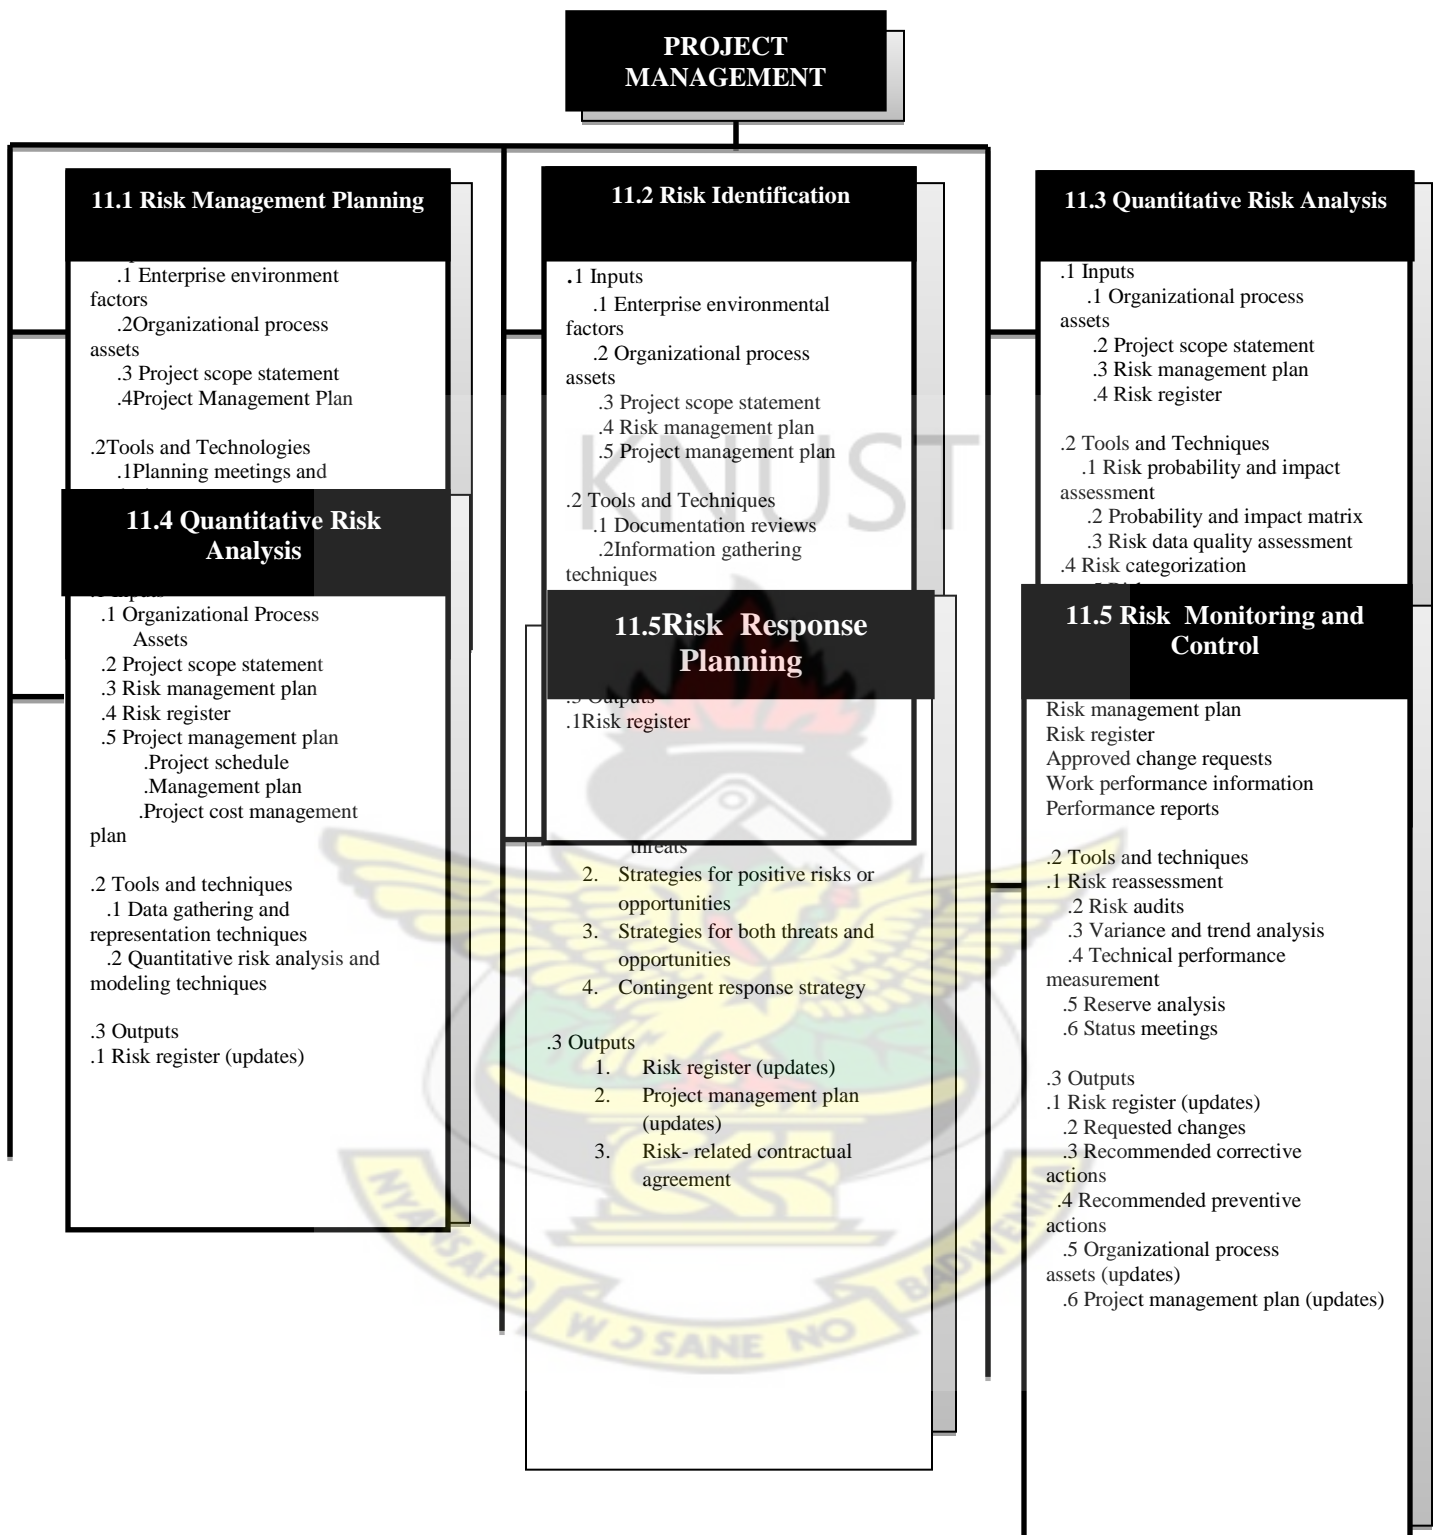 PROJECT
MANAGEMENT
11.1 Risk Management Planning
.1 Enterprise environment
factors
.2Organizational process
assets
.3 Project scope statement
.4Project Management Plan
.2Tools and Technologies
.1Planning meetings and
11.4 Quantitative Risk
Analysis
.1 Organizational Process
Assets
.2 Project scope statement
.3 Risk management plan
.4 Risk register
.5 Project management plan
.Project schedule
.Management plan
.Project cost management
plan
.2 Tools and techniques
.1 Data gathering and
representation techniques
.2 Quantitative risk analysis and
modeling techniques
.3 Outputs
.1 Risk register (updates)
11.2 Risk Identification
.1 Inputs
.1 Enterprise environmental
factors
.2 Organizational process
assets
.3 Project scope statement
.4 Risk management plan
.5 Project management plan
.2 Tools and Techniques
.1 Documentation reviews
.2Information gathering
techniques
11.5Risk Response
Planning
.3 Outputs
.1Risk register
threats
2. Strategies for positive risks or
opportunities
3. Strategies for both threats and
opportunities
4. Contingent response strategy
.3 Outputs
1. Risk register (updates)
2. Project management plan
(updates)
3. Risk- related contractual
agreement
11.3 Quantitative Risk Analysis
.1 Inputs
.1 Organizational process
assets
.2 Project scope statement
.3 Risk management plan
.4 Risk register
.2 Tools and Techniques
.1 Risk probability and impact
assessment
.2 Probability and impact matrix
.3 Risk data quality assessment
.4 Risk categorization
11.5 Risk Monitoring and
Control
Risk management plan
Risk register
Approved change requests
Work performance information
Performance reports
.2 Tools and techniques
.1 Risk reassessment
.2 Risk audits
.3 Variance and trend analysis
.4 Technical performance
measurement
.5 Reserve analysis
.6 Status meetings
.3 Outputs
.1 Risk register (updates)
.2 Requested changes
.3 Recommended corrective
actions
.4 Recommended preventive
actions
.5 Organizational process
assets (updates)
.6 Project management plan (updates)
KNUST
NYANSAPƆ WƆ SANE NO BADWENMA